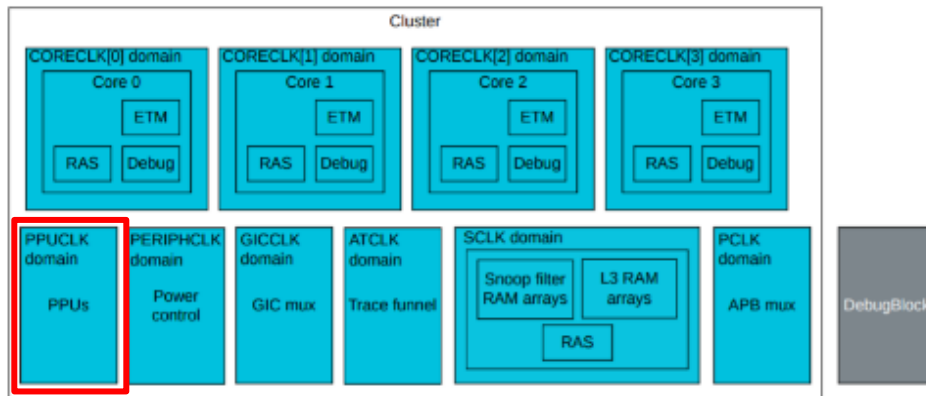 Cluster
CORECLK[0] domain
Core 0
ETM
RAS
Debug
CORECLK[1] domain
Core 1
ETM
RAS
Debug
CORECLK[2] domain
Core 2
ETM
RAS
Debug
CORECLK[3] domain
Core 3
ETM
RAS
Debug
PPUCLK
domain
PPUs
PERIPHCLK
domain
Power
control
GICCLK
domain
GIC mux
ATCLK
domain
Trace funnel
SCLK domain
Snoop filter
RAM arrays
L3 RAM
arrays
RAS
PCLK
domain
APB mux
DebugBlock